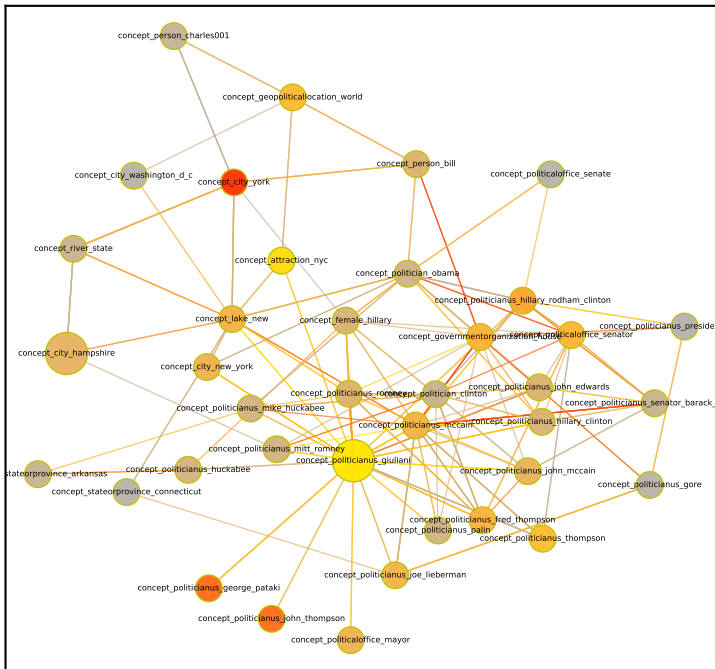 concept_person_charles001
concept_geopoliticallocation_world
concept_person_bill
concept_city_washington_d_c
concept_city_york
concept_politicaloffice_senate
concept_river_state
concept_attraction_nyc
concept_politician_obama
concept_politicianus_hillary_rodham_clinton
concept_lake_new
concept_female_hillary
concept_politicianus_preside
concept_governmentorganization_house
concept_politicaloffice_senator
concept_city_hampshire
concept_city_new_york
concept_politicianus_romney
concept_politician_clinton
concept_politicianus_john_edwards
concept_politicianus_mike_huckabee
concept_politicianus_senator_barack_
concept_politicianus_mccain
concept_politicianus_hillary_clinton
concept_politicianus_mitt_romney
concept_politicianus_giuliani
stateorprovince_arkansas
concept_politicianus_huckabee
concept_politicianus_john_mccain
concept_stateorprovince_connecticut
concept_politicianus_gore
concept_politicianus_fred_thompson
concept_politicianus_palin
concept_politicianus_thompson
concept_politicianus_joe_lieberman
concept_politicianus_george_pataki
concept_politicianus_john_thompson
concept_politicaloffice_mayor